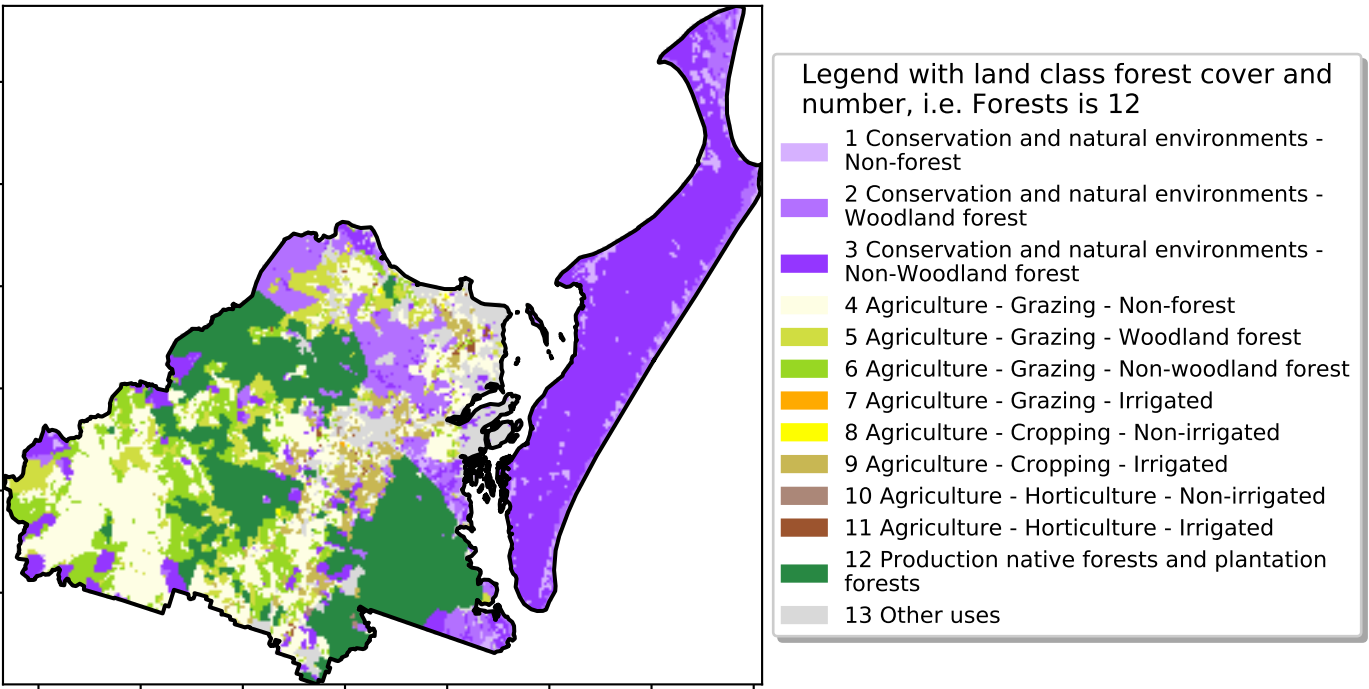 Legend with land class forest cover and
number, i.e. Forests is 12
1 Conservation and natural environments -
Non-forest
2 Conservation and natural environments -
Woodland forest
3 Conservation and natural environments -
Non-Woodland forest
4 Agriculture - Grazing - Non-forest
5 Agriculture - Grazing - Woodland forest
6 Agriculture - Grazing - Non-woodland forest
7 Agriculture - Grazing - Irrigated
8 Agriculture - Cropping - Non-irrigated
9 Agriculture - Cropping - Irrigated
10 Agriculture - Horticulture - Non-irrigated
11 Agriculture - Horticulture - Irrigated
12 Production native forests and plantation
forests
13 Other uses